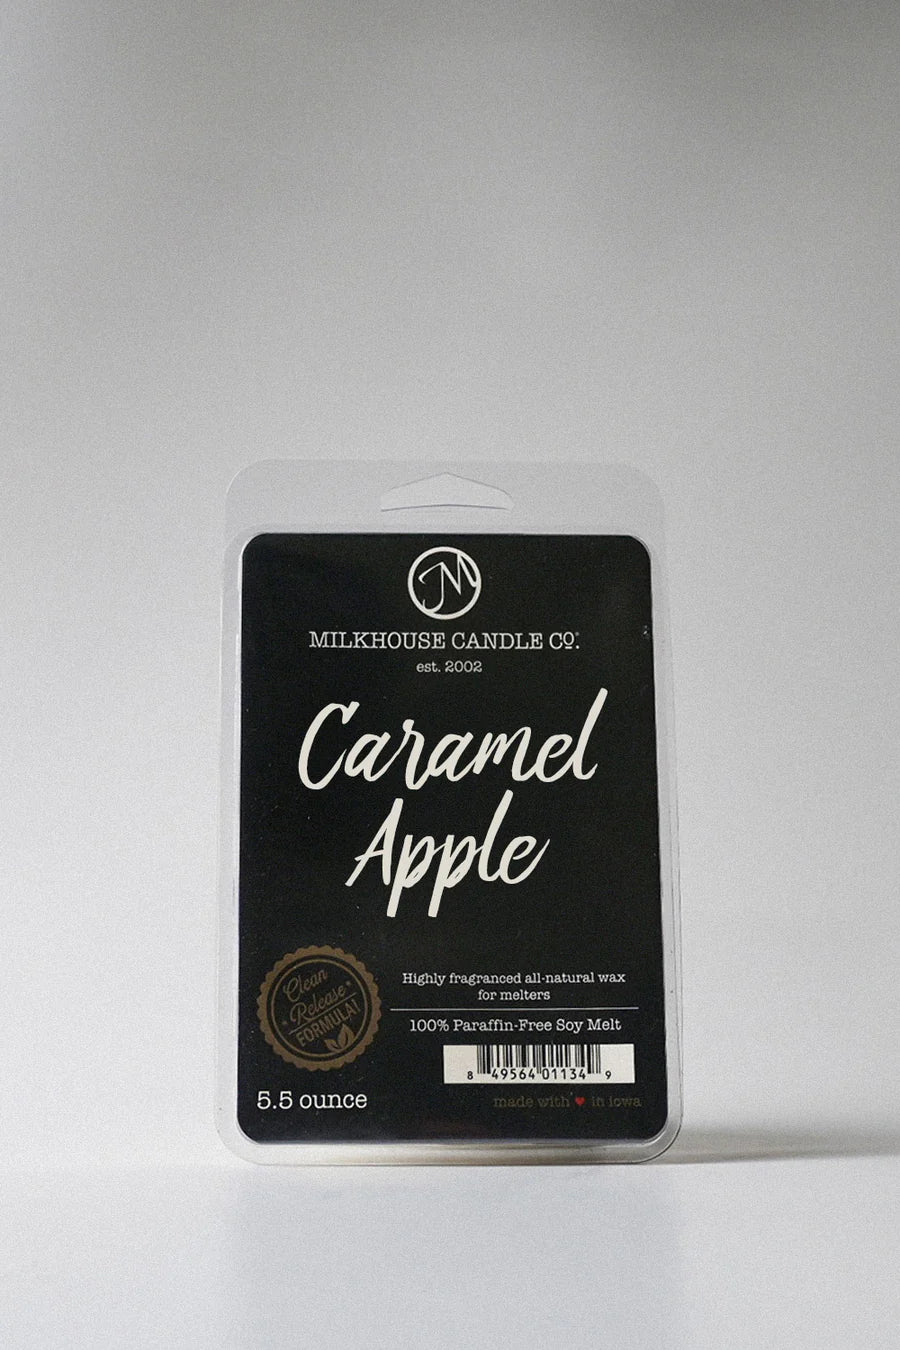 M
MILKHOUSE CANDLE Cº.®
est. 2002
Caramel
Apple
Clean
Release
FORMULA!
Highly fragranced all-natural wax
for melters
100% Paraffin-Free Soy Melt
8 49564 01134 9
5.5 ounce
made with ♥ in iowa